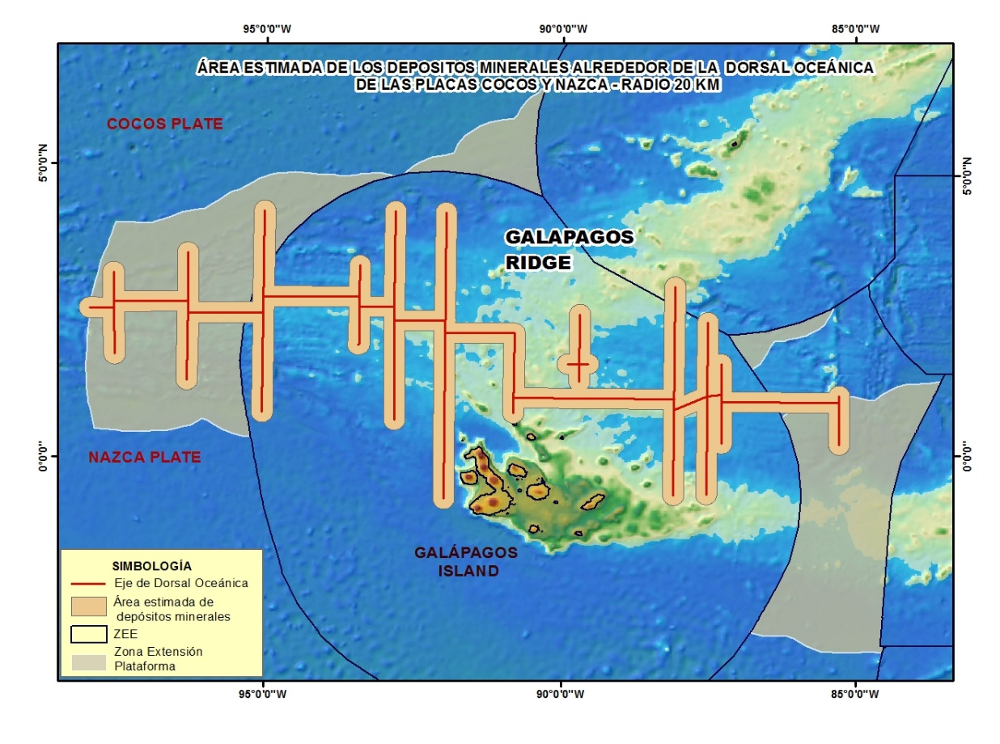 95°0'0"W 90°0'0"W 85°0'0"W
ÁREA ESTIMADA DE LOS DEPOSITOS MINERALES ALREDEDOR DE LA DORSAL OCEÁNICA
DE LAS PLACAS COCOS Y NAZCA - RADIO 20 KM
COCOS PLATE
5°0'0"N
5°0'0"N
GALAPAGOS
RIDGE
NAZCA PLATE
0°0'0"
0°0'0"
GALÁPAGOS
ISLAND
SIMBOLOGÍA
Eje de Dorsal Oceánica
Área estimada de
depósitos minerales
ZEE
Zona Extensión
Plataforma
95°0'0"W 90°0'0"W 85°0'0"W